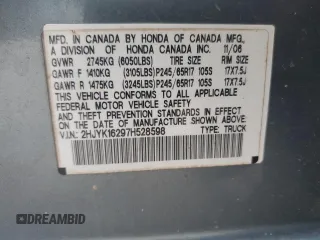 MFD. IN CANADA BY HONDA OF CANADA MFG.,
A DIVISION OF HONDA CANADA INC. 11/06
GVWR 2745KG (6050LBS) TIRE SIZE RIM SIZE
GAWR F 1410KG (3105LBS) P245/65R17 105S 17X7.5J
GAWR R 1475KG (3245LBS) P245/65R17 105S 17X7.5J
THIS VEHICLE CONFORMS TO ALL APPLICABLE
FEDERAL MOTOR VEHICLE SAFETY AND
THEFT PREVENTION STANDARDS IN EFFECT ON
THE DATE OF MANUFACTURE SHOWN ABOVE.
V.I.N: 2HJYK16297H528598 TYPE: TRUCK
DREAMBID